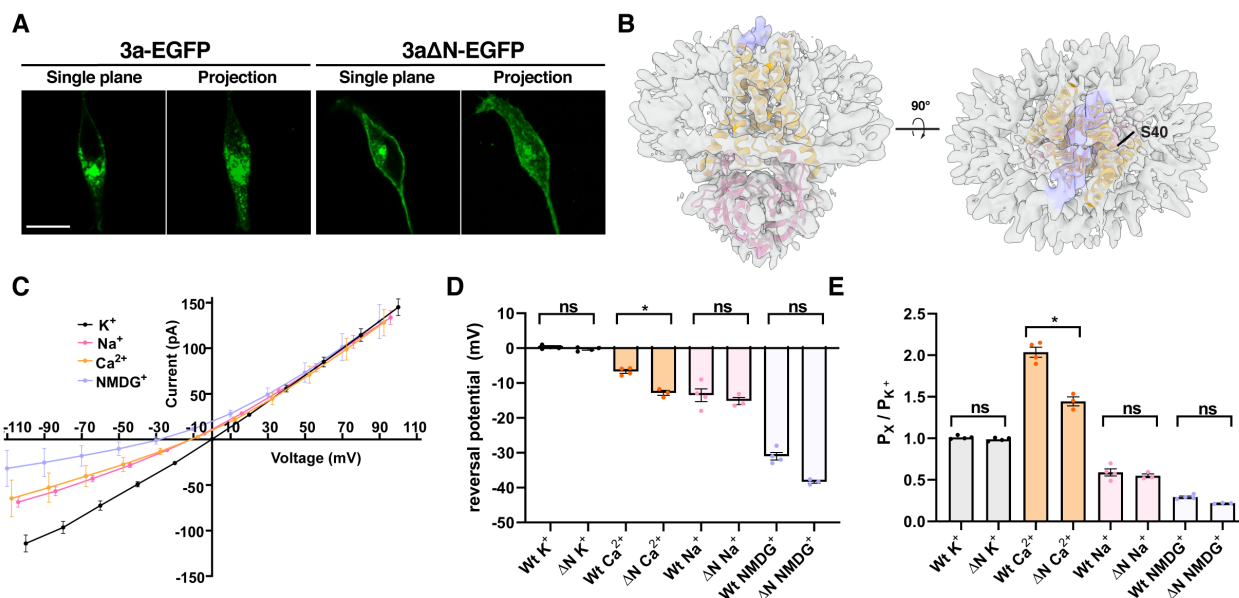 A
3a-EGFP
3aΔN-EGFP
Single plane
Projection
Single plane
Projection
B
90°
S40
C
K+
Na+
Ca2+
NMDG+
Current (pA)
150
100
50
-50
-100
-150
-110
-90
-70
-50
-30
-10
10
30
50
70
90
110
Voltage (mV)
D
reversal potential (mV)
10
0
-10
-20
-30
-40
-50
ns
*
ns
ns
Wt K+
ΔN K+
Wt Ca2+
ΔN Ca2+
Wt Na+
ΔN Na+
Wt NMDG+
ΔN NMDG+
E
PX / PK+
2.5
2.0
1.5
1.0
0.5
0.0
ns
*
ns
ns
Wt K+
ΔN K+
Wt Ca2+
ΔN Ca2+
Wt Na+
ΔN Na+
Wt NMDG+
ΔN NMDG+